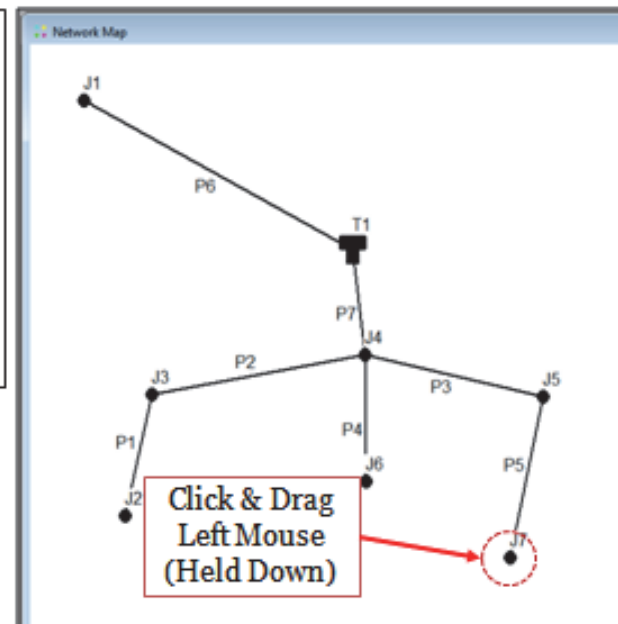 Network Map
J1
P6
T1
P7
J4
P2
J3
P3
J5
P1
P4
J6
P5
J2
Click & Drag
Left Mouse
(Held Down)
J7